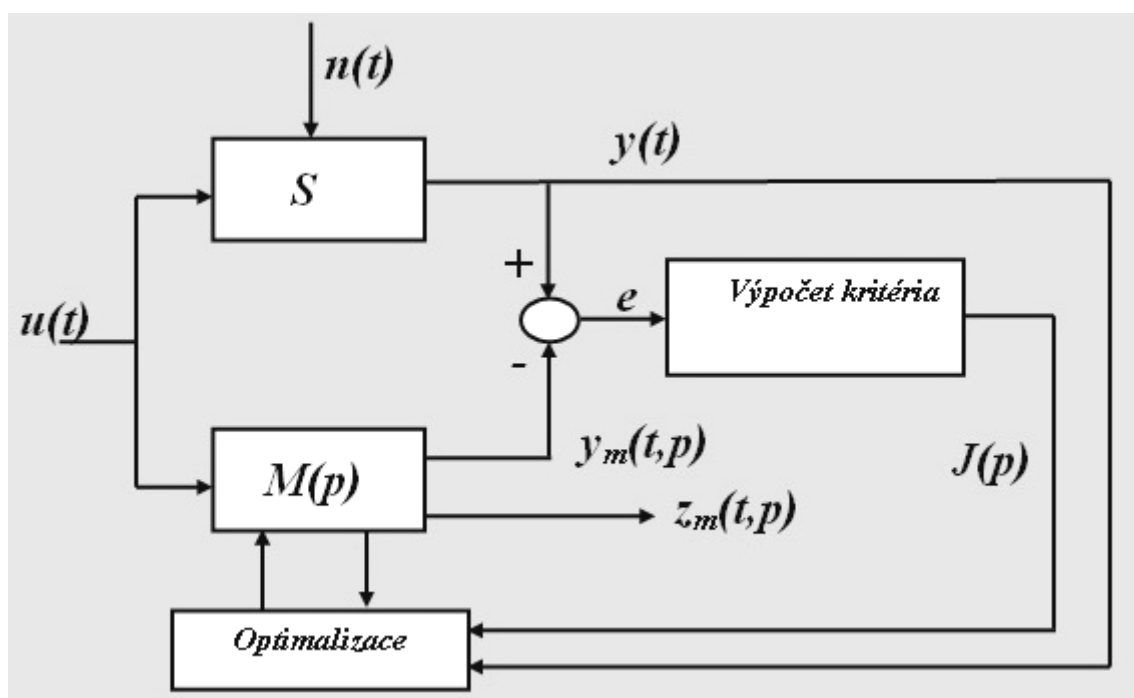 n(t)
y(t)
S
+
Výpočet kritéria
e
u(t)
-
y_m(t,p)
J(p)
M(p)
z_m(t,p)
Optimalizace